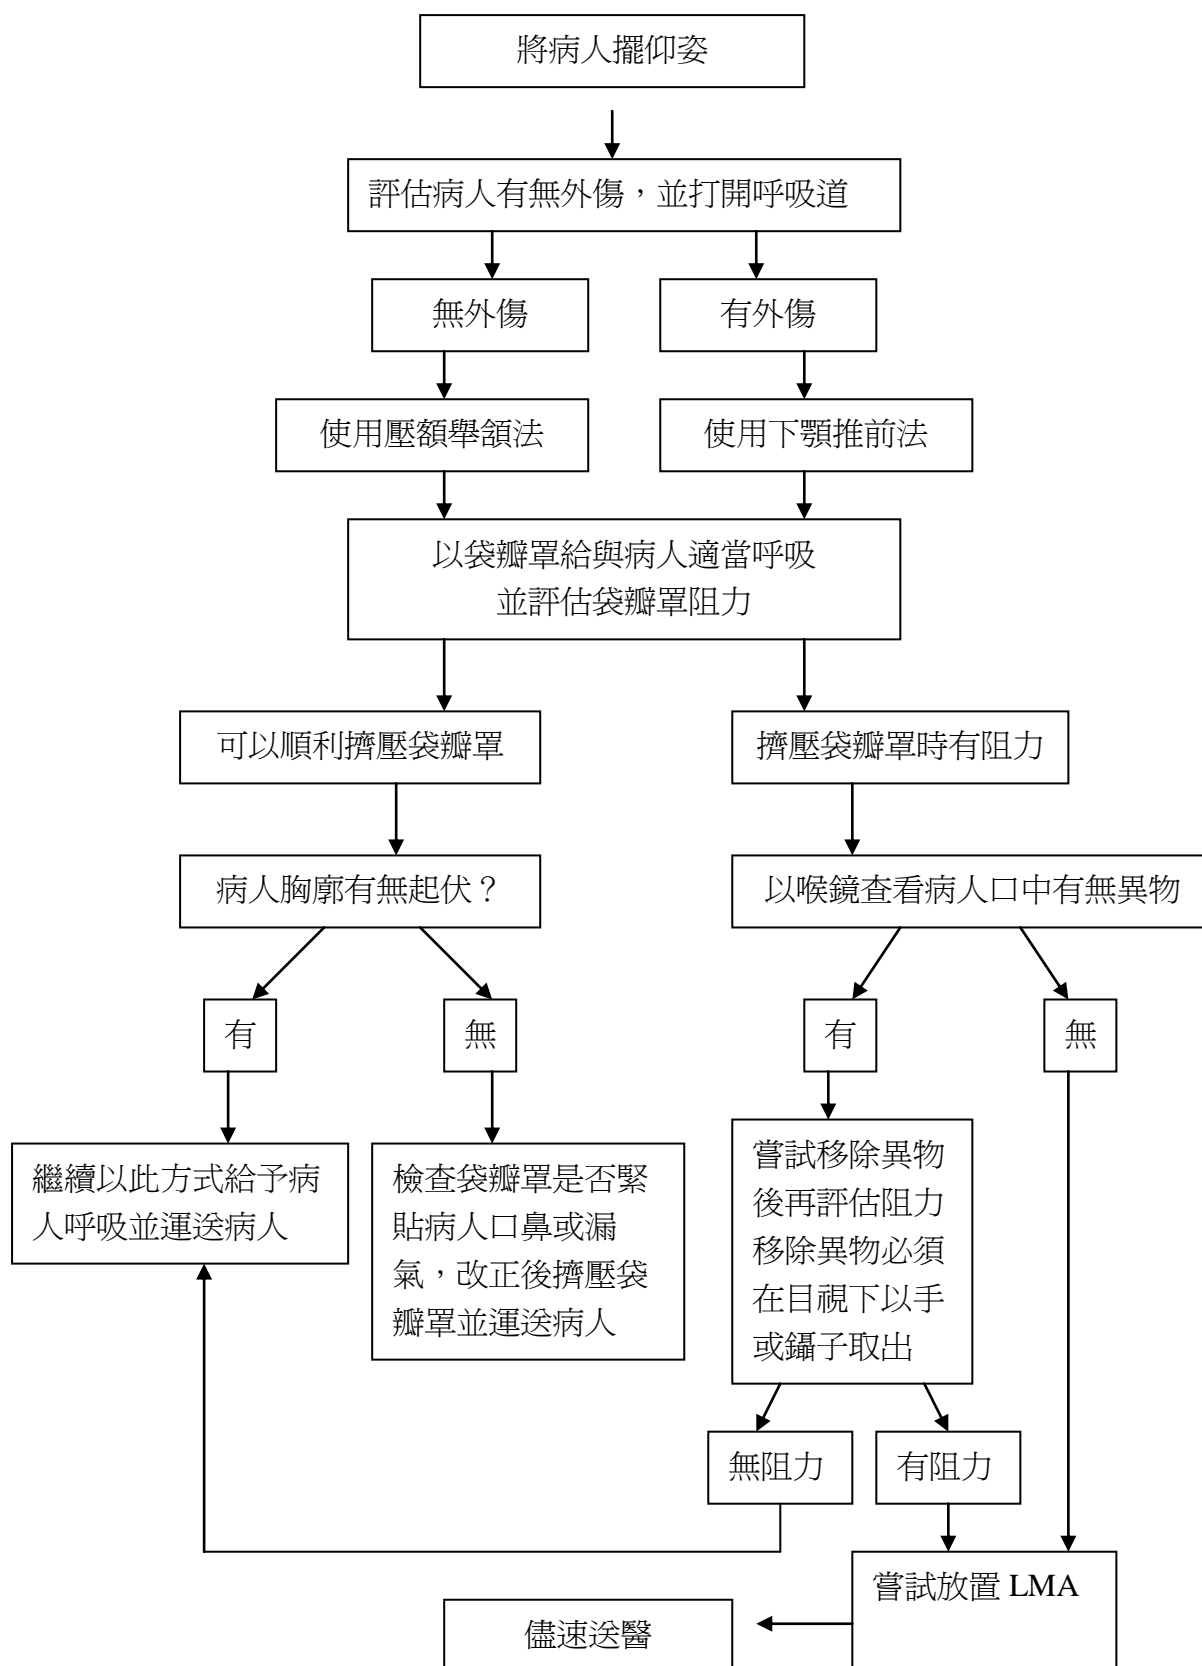 將病人擺仰姿
評估病人有無外傷，並打開呼吸道
無外傷
有外傷
使用壓額舉頷法
使用下顎推前法
以袋瓣罩給與病人適當呼吸
並評估袋瓣罩阻力
可以順利擠壓袋瓣罩
擠壓袋瓣罩時有阻力
病人胸廓有無起伏？
以喉鏡查看病人口中有無異物
有
無
有
無
繼續以此方式給予病
人呼吸並運送病人
檢查袋瓣罩是否緊
貼病人口鼻或漏
氣，改正後擠壓袋
瓣罩並運送病人
嘗試移除異物
後再評估阻力
移除異物必須
在目視下以手
或鑷子取出
無阻力
有阻力
嘗試放置 LMA
儘速送醫